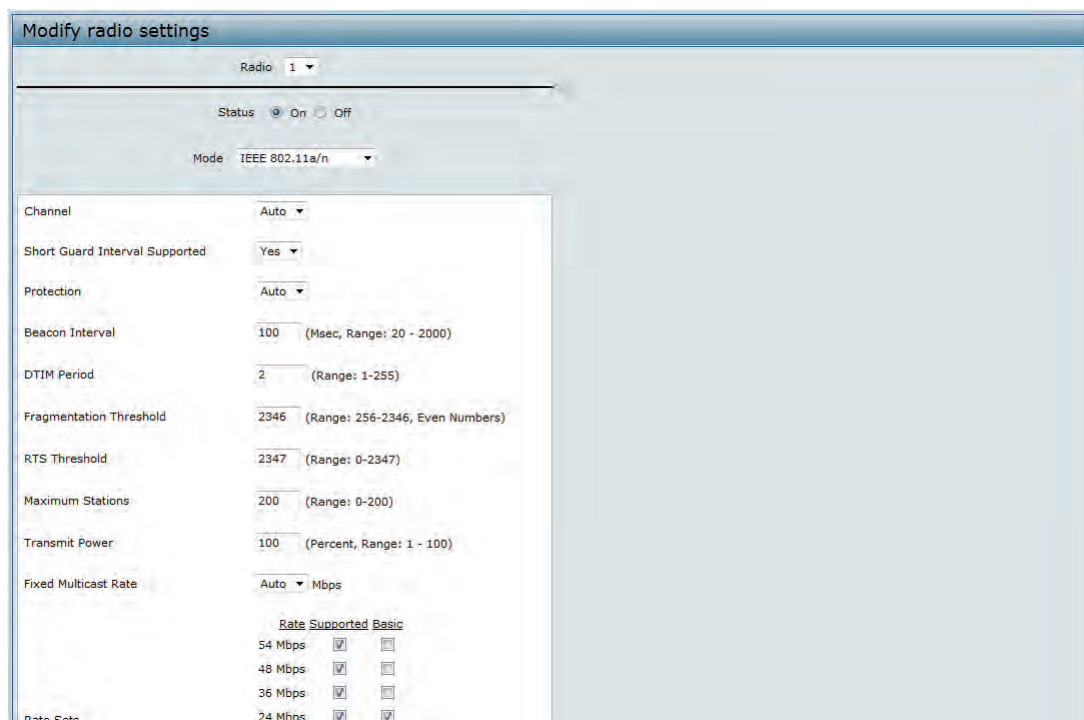 Modify radio settings
Radio 1
Status On Off
Mode IEEE 802.11a/n
Channel Auto
Short Guard Interval Supported Yes
Protection Auto
Beacon Interval 100 (Msec, Range: 20 - 2000)
DTIM Period 2 (Range: 1-255)
Fragmentation Threshold 2346 (Range: 256-2346, Even Numbers)
RTS Threshold 2347 (Range: 0-2347)
Maximum Stations 200 (Range: 0-200)
Transmit Power 100 (Percent, Range: 1 - 100)
Fixed Multicast Rate Auto Mbps
Rate Supported Basic
54 Mbps
48 Mbps
36 Mbps
Rate Sets 24 Mbps